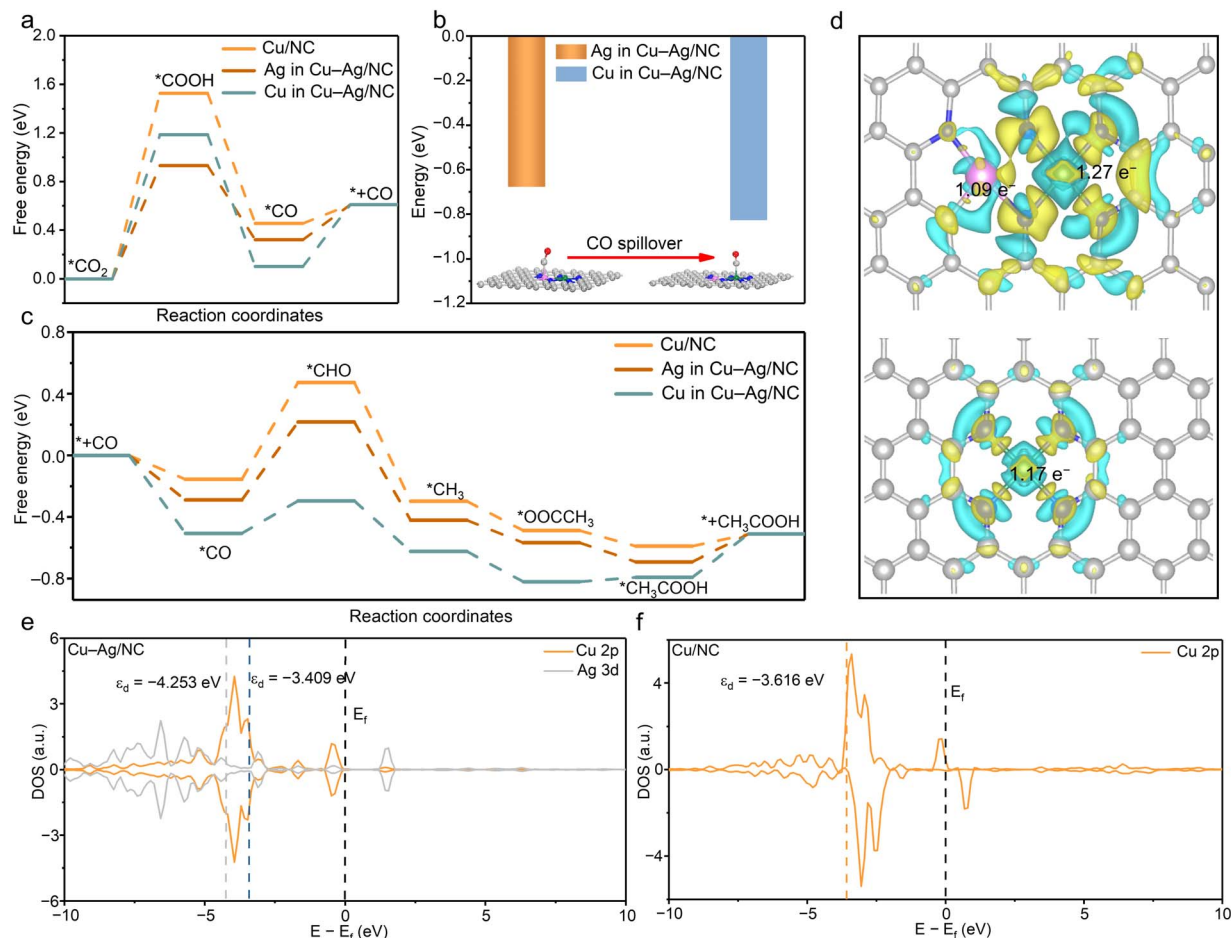 a
2.0
1.6
1.2
0.8
0.4
0.0
Free energy (eV)
*COOH
Cu/NC
Ag in Cu–Ag/NC
Cu in Cu–Ag/NC
*CO₂
*CO
*+CO
Reaction coordinates
b
0.0
−0.2
−0.4
−0.6
−0.8
−1.0
−1.2
Energy (eV)
Ag in Cu–Ag/NC
Cu in Cu–Ag/NC
CO spillover
c
0.8
0.4
0.0
−0.4
−0.8
Free energy (eV)
Cu/NC
Ag in Cu–Ag/NC
Cu in Cu–Ag/NC
*+CO
*CO
*CHO
*CH₃
*OOCCH₃
*CH₃COOH
*+CH₃COOH
Reaction coordinates
d
1.09 e⁻
1.27 e⁻
1.17 e⁻
e
Cu–Ag/NC
Cu 2p
Ag 3d
ε_d = −4.253 eV
ε_d = −3.409 eV
E_f
6
3
0
−3
−6
DOS (a.u.)
−10
−5
0
5
10
E − E_f (eV)
f
Cu/NC
Cu 2p
ε_d = −3.616 eV
E_f
4
0
−4
DOS (a.u.)
−10
−5
0
5
10
E − E_f (eV)